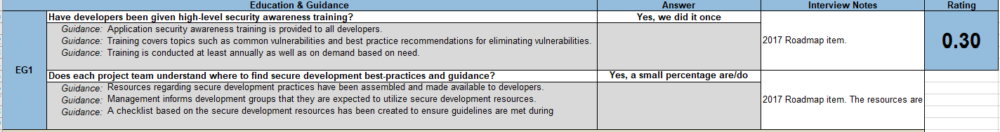 Education & Guidance Answer Interview Notes Rating
EG1
Have developers been given high-level security awareness training? Yes, we did it once
Guidance: Application security awareness training is provided to all developers.
Guidance: Training covers topics such as common vulnerabilities and best practice recommendations for eliminating vulnerabilities.
Guidance: Training is conducted at least annually as well as on demand based on need.
2017 Roadmap item.
0.30
Does each project team understand where to find secure development best-practices and guidance? Yes, a small percentage are/do
Guidance: Resources regarding secure development practices have been assembled and made available to developers.
Guidance: Management informs development groups that they are expected to utilize secure development resources.
Guidance: A checklist based on the secure development resources has been created to ensure guidelines are met during
2017 Roadmap item. The resources are